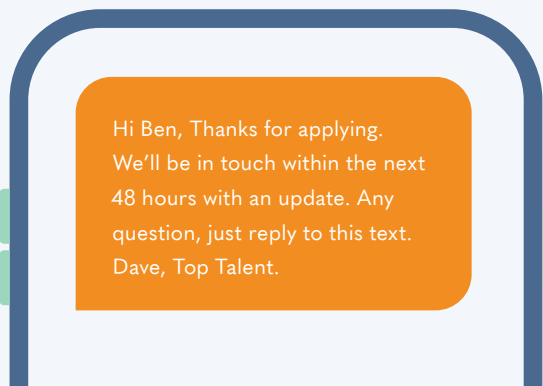 Hi Ben, Thanks for applying.
We’ll be in touch within the next
48 hours with an update. Any
question, just reply to this text.
Dave, Top Talent.